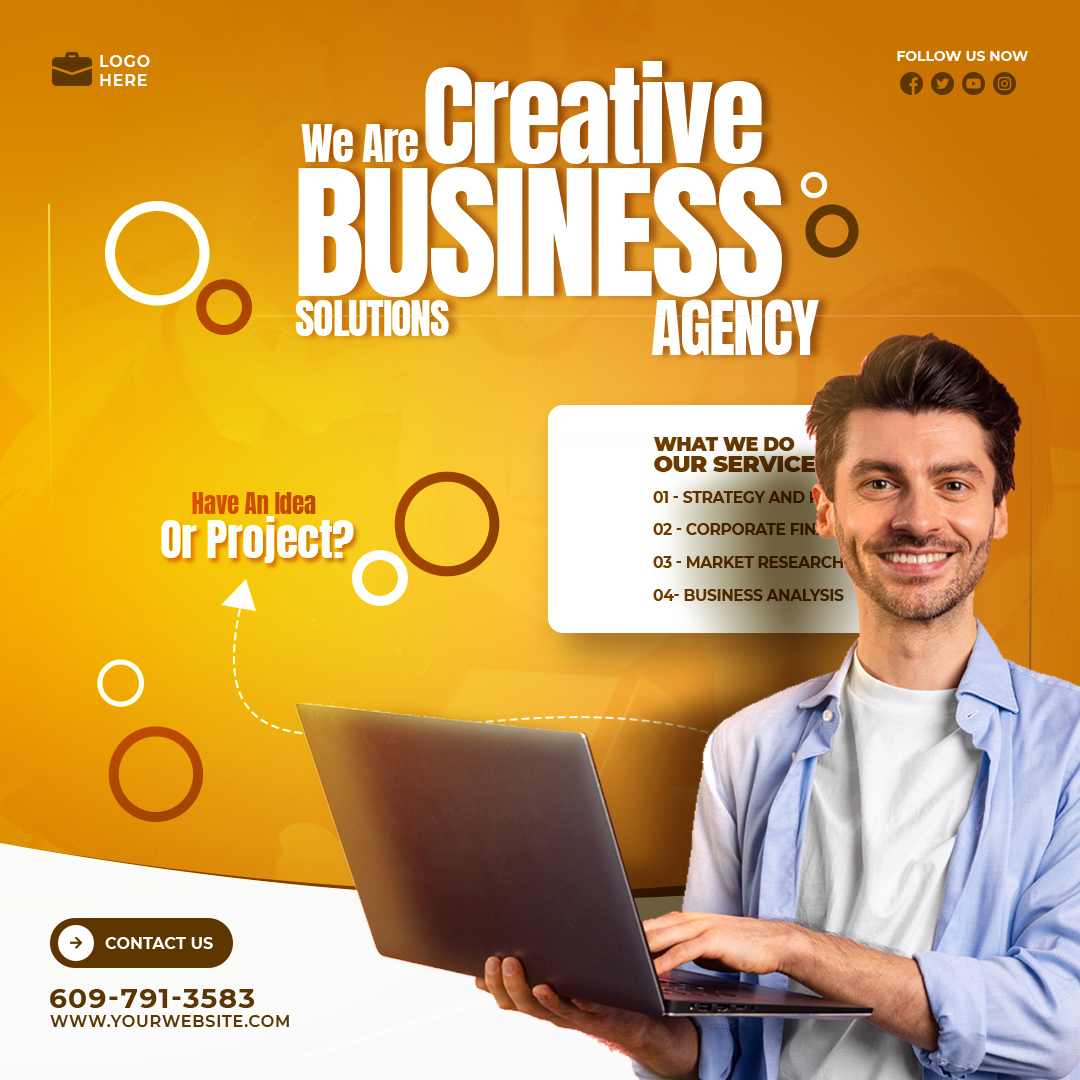 LOGO
HERE
FOLLOW US NOW
We Are Creative
BUSINESS
SOLUTIONS AGENCY
WHAT WE DO
OUR SERVICE
01 - STRATEGY AND
02 - CORPORATE FIN
03 - MARKET RESEARCH
04- BUSINESS ANALYSIS
Have An Idea
Or Project?
CONTACT US
609-791-3583
WWW.YOURWEBSITE.COM